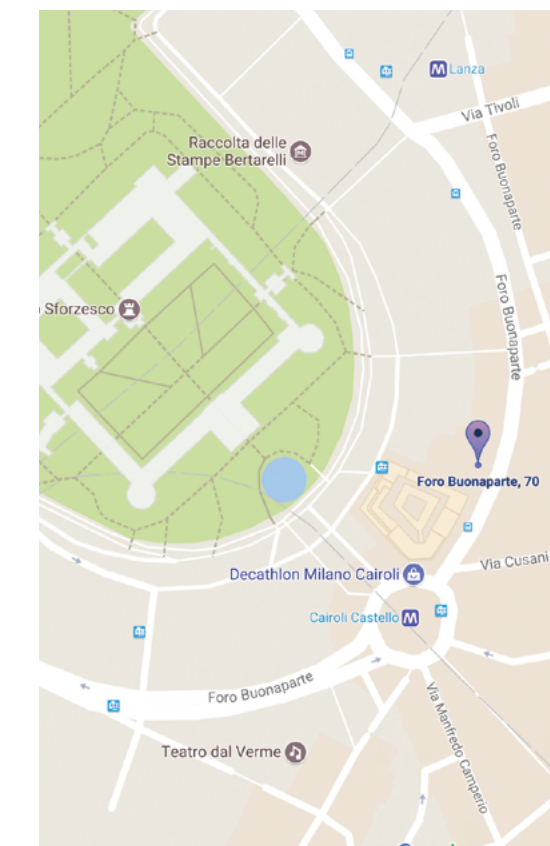 Lanza
Via Tivoli
Raccolta delle
Stampe Bertarelli
Foro Buonaparte
Foro Buonaparte
Sforzesco
Foro Buonaparte, 70
Via Cusani
Decathlon Milano Cairoli
Cairoli Castello
Foro Buonaparte
Via Manfredo Camperio
Teatro dal Verme